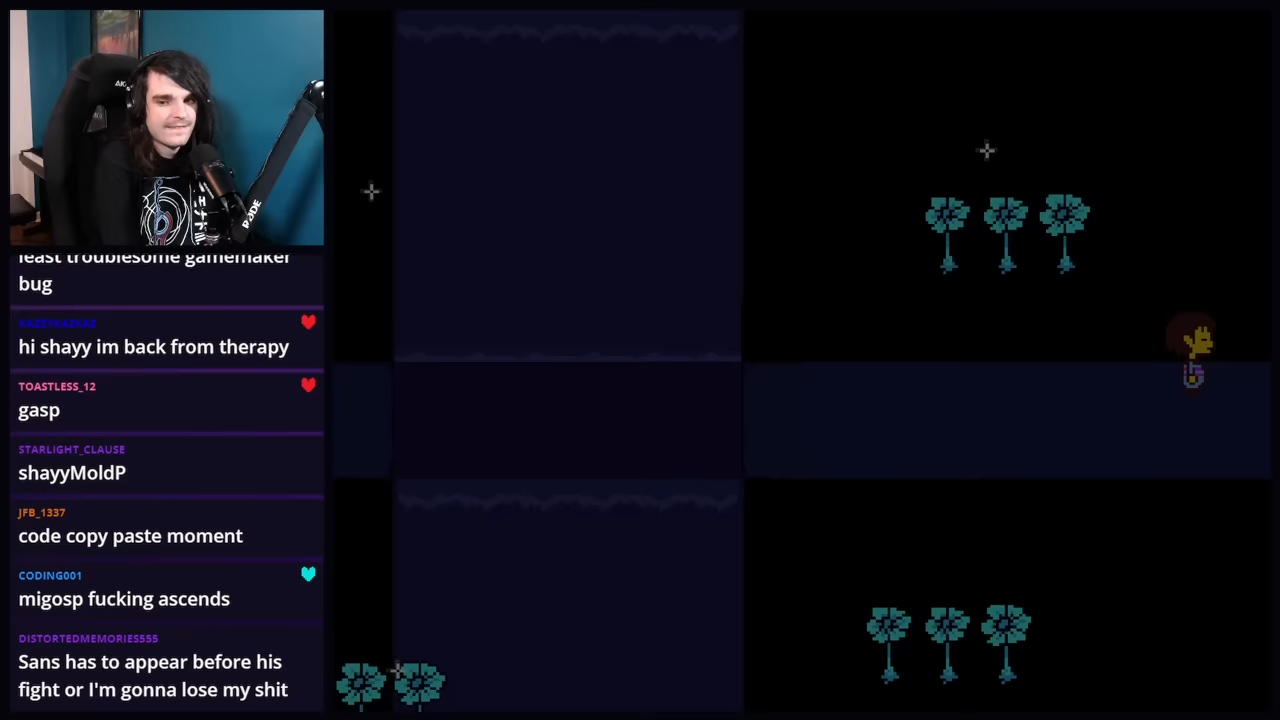 least troublesome gamemaker
bug
hi shayy im back from therapy
TOASTLESS_12
gasp
STARLIGHT_CLAUSE
shayyMoldP
JFB_1337
code copy paste moment
CODING001
migosp fucking ascends
DISTORTEDMEMORIES555
Sans has to appear before his
fight or I'm gonna lose my shit
RØDE